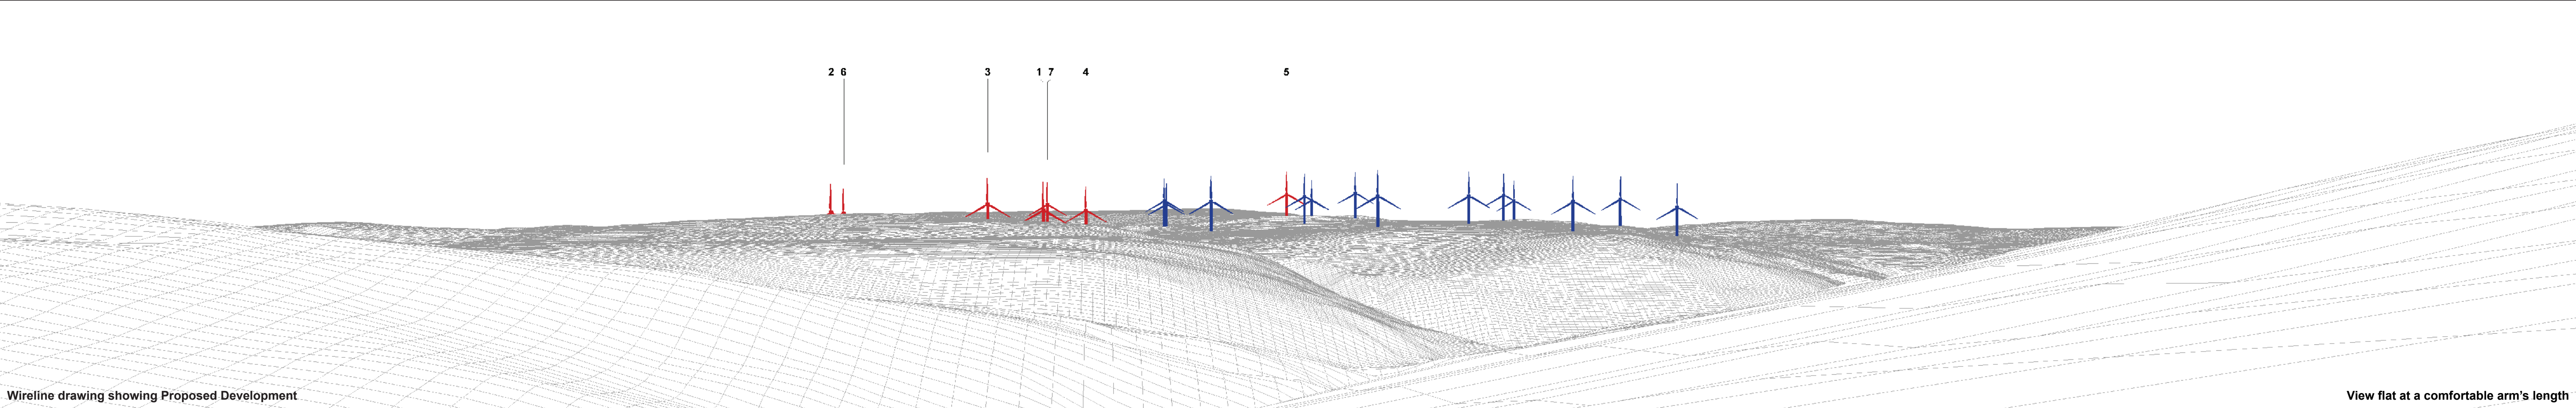 2 6 3 1 7 4 5
Wireline drawing showing Proposed Development
View flat at a comfortable arm's length